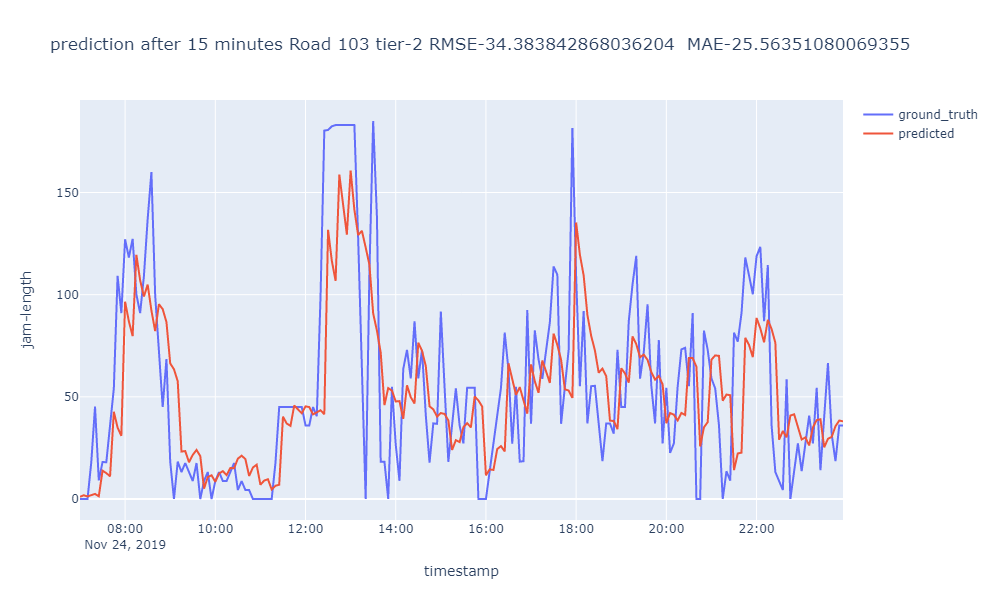 prediction after 15 minutes Road 103 tier-2 RMSE-34.383842868036204  MAE-25.56351080069355
ground_truth
predicted
jam-length
150
100
50
0
08:00 10:00 12:00 14:00 16:00 18:00 20:00 22:00
Nov 24, 2019
timestamp